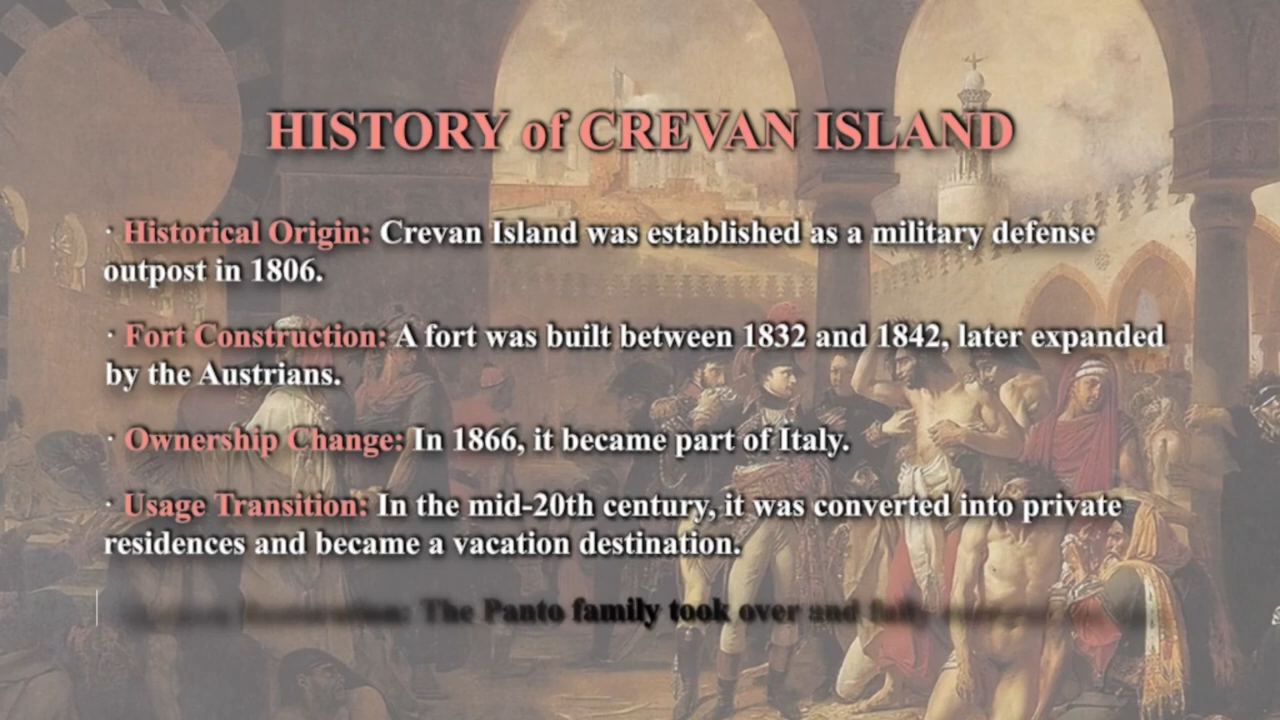 HISTORY of CREVAN ISLAND
· Historical Origin: Crevan Island was established as a military defense
outpost in 1806.
· Fort Construction: A fort was built between 1832 and 1842, later expanded
by the Austrians.
· Ownership Change: In 1866, it became part of Italy.
· Usage Transition: In the mid-20th century, it was converted into private
residences and became a vacation destination.
The Panto family took over and